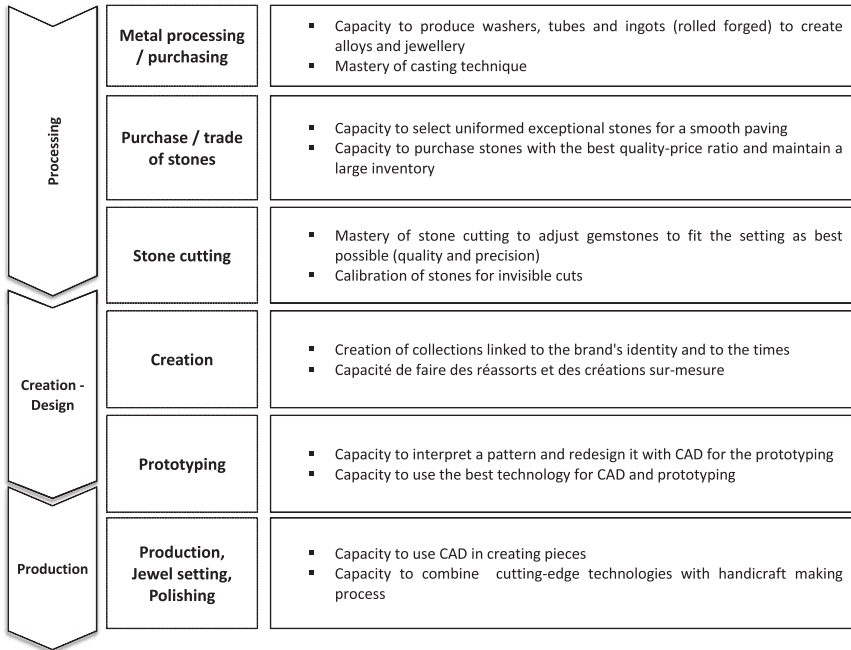 Processing
Metal processing
/ purchasing
▪ Capacity to produce washers, tubes and ingots (rolled forged) to create
alloys and jewellery
▪ Mastery of casting technique
Purchase / trade
of stones
▪ Capacity to select uniformed exceptional stones for a smooth paving
▪ Capacity to purchase stones with the best quality-price ratio and maintain a
large inventory
Stone cutting
▪ Mastery of stone cutting to adjust gemstones to fit the setting as best
possible (quality and precision)
▪ Calibration of stones for invisible cuts
Creation -
Design
Creation
▪ Creation of collections linked to the brand's identity and to the times
▪ Capacité de faire des réassorts et des créations sur-mesure
Prototyping
▪ Capacity to interpret a pattern and redesign it with CAD for the prototyping
▪ Capacity to use the best technology for CAD and prototyping
Production
Production,
Jewel setting,
Polishing
▪ Capacity to use CAD in creating pieces
▪ Capacity to combine cutting-edge technologies with handicraft making
process